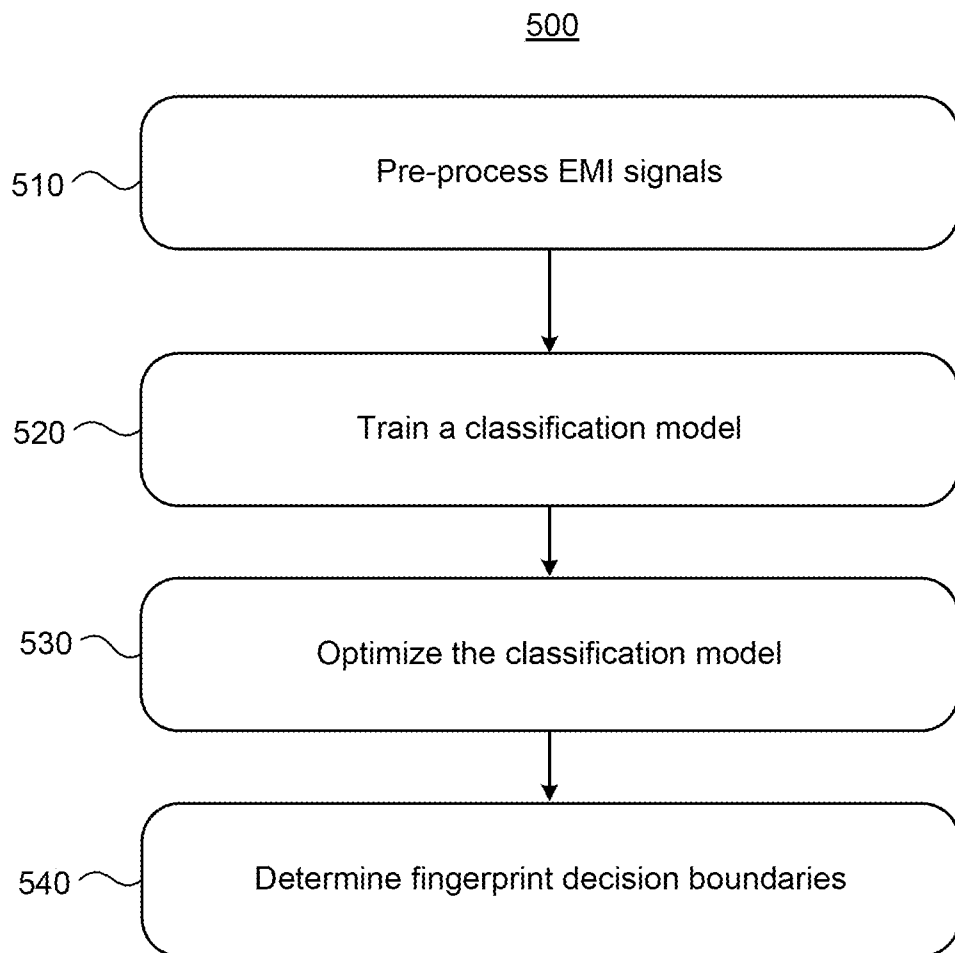 500
510
Pre-process EMI signals
520
Train a classification model
530
Optimize the classification model
540
Determine fingerprint decision boundaries